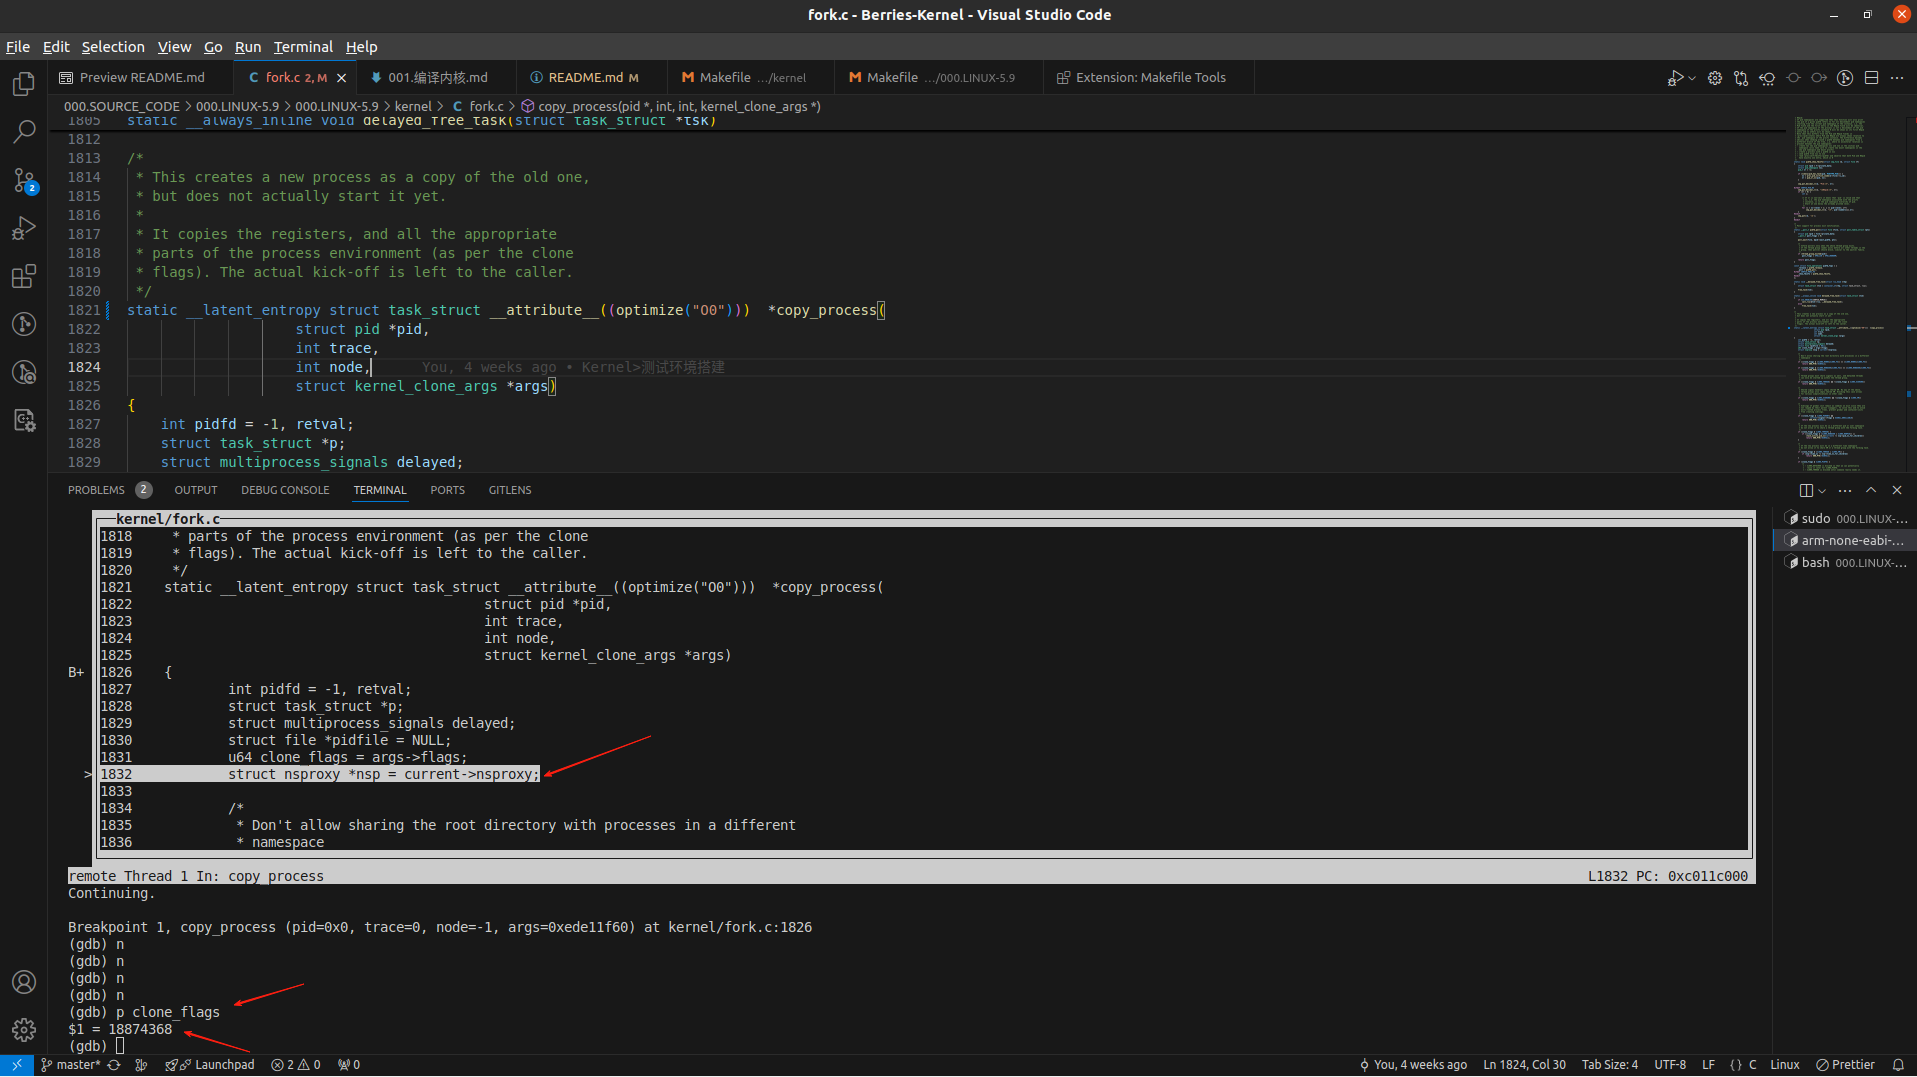 fork.c - Berries-Kernel - Visual Studio Code
File Edit Selection View Go Run Terminal Help
Preview README.md
C fork.c 2, M
001.编译内核.md
README.md M
M Makefile .../kernel
M Makefile .../000.LINUX-5.9
Extension: Makefile Tools
000.SOURCE_CODE > 000.LINUX-5.9 > 000.LINUX-5.9 > kernel > C fork.c > copy_process(pid *, int, int, kernel_clone_args *)
1805 static __always_inline void delayed_free_task(struct task_struct *tsk)
1812
1813 /*
1814 * This creates a new process as a copy of the old one,
1815 * but does not actually start it yet.
1816 *
1817 * It copies the registers, and all the appropriate
1818 * parts of the process environment (as per the clone
1819 * flags). The actual kick-off is left to the caller.
1820 */
1821 static __latent_entropy struct task_struct __attribute__((optimize("O0")))  *copy_process(
1822 struct pid *pid,
1823 int trace,
1824 int node, You, 4 weeks ago • Kernel>测试环境搭建
1825 struct kernel_clone_args *args)
1826 {
1827 int pidfd = -1, retval;
1828 struct task_struct *p;
1829 struct multiprocess_signals delayed;
PROBLEMS 2 OUTPUT DEBUG CONSOLE TERMINAL PORTS GITLENS
kernel/fork.c
1818 * parts of the process environment (as per the clone
1819 * flags). The actual kick-off is left to the caller.
1820 */
1821 static __latent_entropy struct task_struct __attribute__((optimize("O0")))  *copy_process(
1822 struct pid *pid,
1823 int trace,
1824 int node,
1825 struct kernel_clone_args *args)
B+ 1826 {
1827 int pidfd = -1, retval;
1828 struct task_struct *p;
1829 struct multiprocess_signals delayed;
1830 struct file *pidfile = NULL;
1831 u64 clone_flags = args->flags;
> 1832 struct nsproxy *nsp = current->nsproxy;
1833
1834 /*
1835 * Don't allow sharing the root directory with processes in a different
1836 * namespace
remote Thread 1 In: copy_process L1832 PC: 0xc011c000
Continuing.
Breakpoint 1, copy_process (pid=0x0, trace=0, node=-1, args=0xede11f60) at kernel/fork.c:1826
(gdb) n
(gdb) n
(gdb) n
(gdb) n
(gdb) p clone_flags
$1 = 18874368
(gdb)
sudo 000.LINUX-...
arm-none-eabi-...
bash 000.LINUX-...
2
master* Launchpad 2 0 0 You, 4 weeks ago Ln 1824, Col 30 Tab Size: 4 UTF-8 LF { } C Linux Prettier